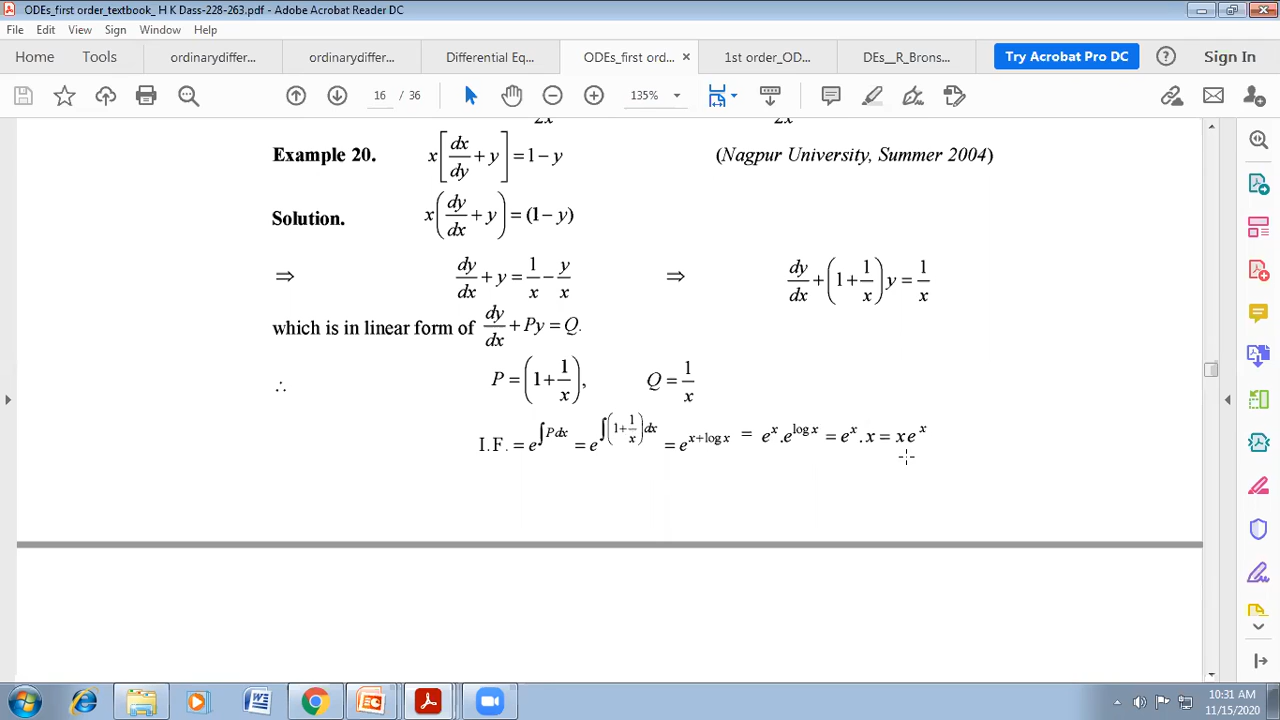 ODEs_first order_textbook_ H K Dass-228-263.pdf - Adobe Acrobat Reader DC
File Edit View Sign Window Help
Home Tools ordinarydiffer... ordinarydiffer... Differential Eq... ODEs_first ord... × 1st order_OD... DEs__R_Brons... Try Acrobat Pro DC Sign In
16 / 36 135%
2x 2x
Example 20. x[dx/dy + y] = 1 − y (Nagpur University, Summer 2004)
Solution. x(dy/dx + y) = (1 − y)
⇒ dy/dx + y = 1/x − y/x ⇒ dy/dx + (1 + 1/x) y = 1/x
which is in linear form of dy/dx + Py = Q.
∴ P = (1 + 1/x), Q = 1/x
I.F. = e^{∫Pdx} = e^{∫(1 + 1/x)dx} = e^{x+log x} = e^x . e^{log x} = e^x . x = x e^x
10:31 AM
11/15/2020